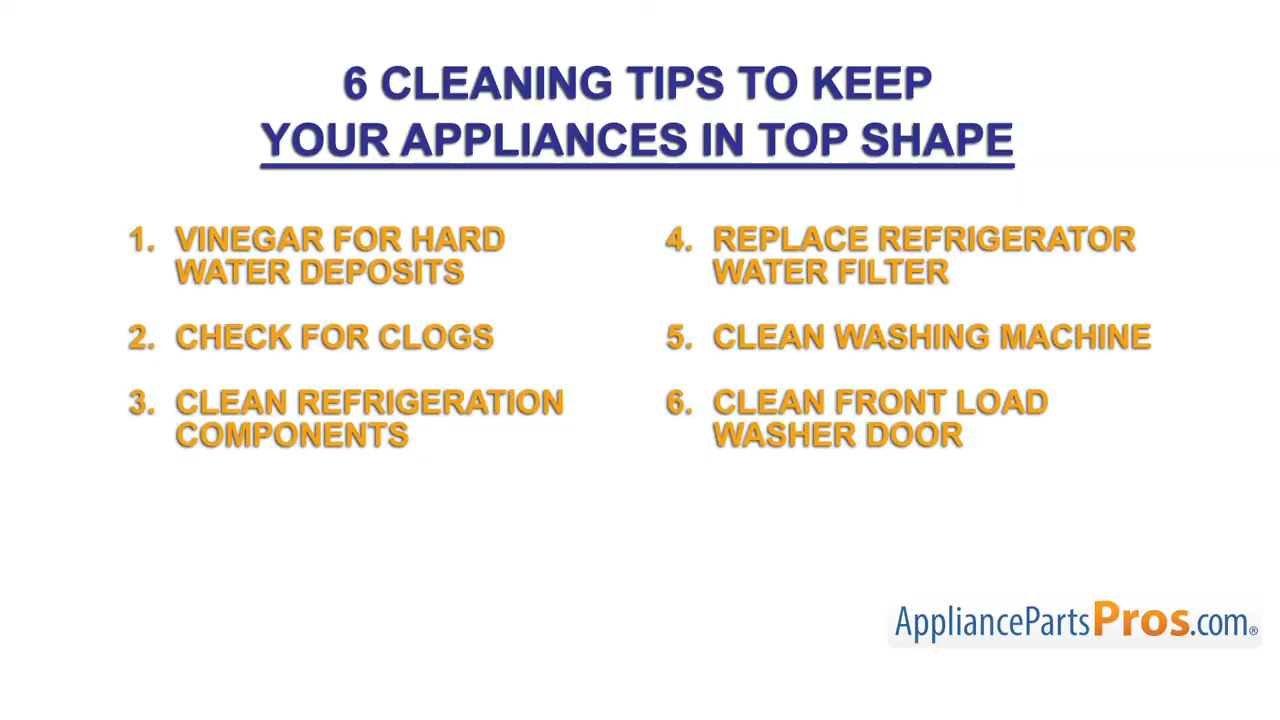 6 CLEANING TIPS TO KEEP
YOUR APPLIANCES IN TOP SHAPE
1. VINEGAR FOR HARD
WATER DEPOSITS
2. CHECK FOR CLOGS
3. CLEAN REFRIGERATION
COMPONENTS
4. REPLACE REFRIGERATOR
WATER FILTER
5. CLEAN WASHING MACHINE
6. CLEAN FRONT LOAD
WASHER DOOR
AppliancePartsPros.com®